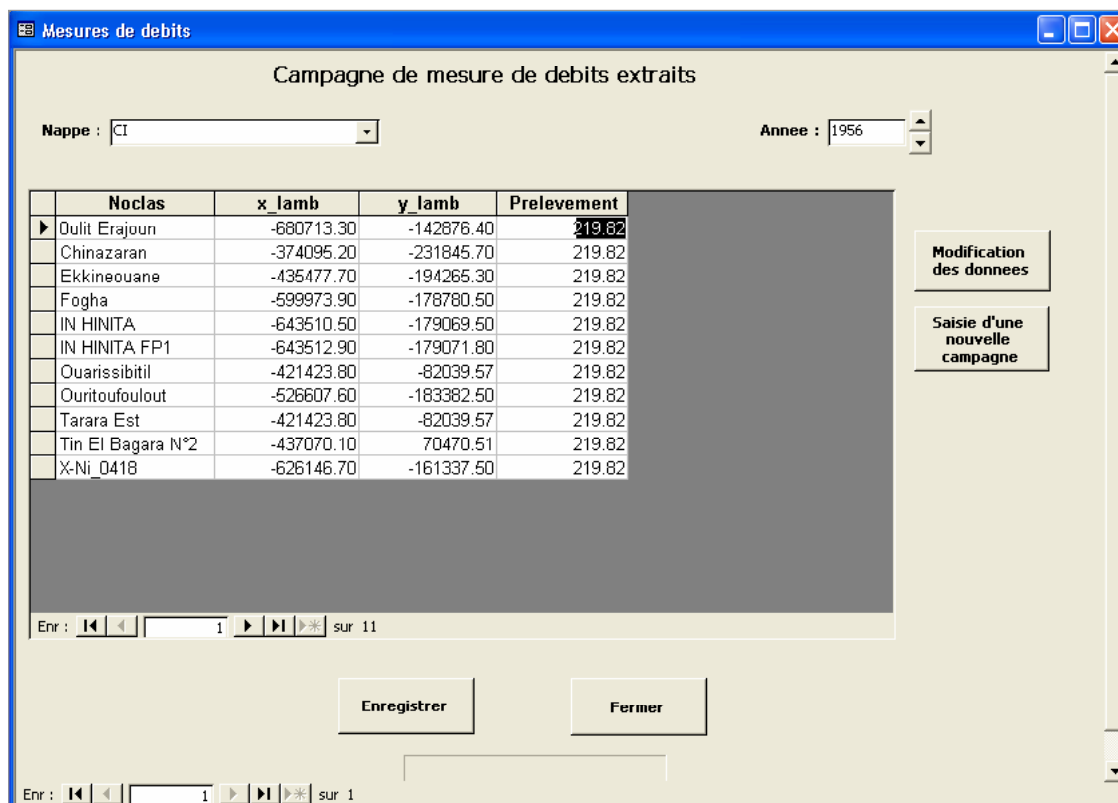 Mesures de debits
Campagne de mesure de debits extraits
Nappe : CI Annee : 1956
Noclas x_lamb y_lamb Prelevement
Oulit Erajoun -680713.30 -142876.40 219.82
Chinazaran -374095.20 -231845.70 219.82
Ekkineouane -435477.70 -194265.30 219.82
Fogha -599973.90 -178780.50 219.82
IN HINITA -643510.50 -179069.50 219.82
IN HINITA FP1 -643512.90 -179071.80 219.82
Ouarissibitil -421423.80 -82039.57 219.82
Ouritoufoulout -526607.60 -183382.50 219.82
Tarara Est -421423.80 -82039.57 219.82
Tin El Bagara N°2 -437070.10 70470.51 219.82
X-Ni_0418 -626146.70 -161337.50 219.82
Modification
des donnees
Saisie d'une
nouvelle
campagne
Enr : 1 sur 11
Enregistrer Fermer
Enr : 1 sur 1